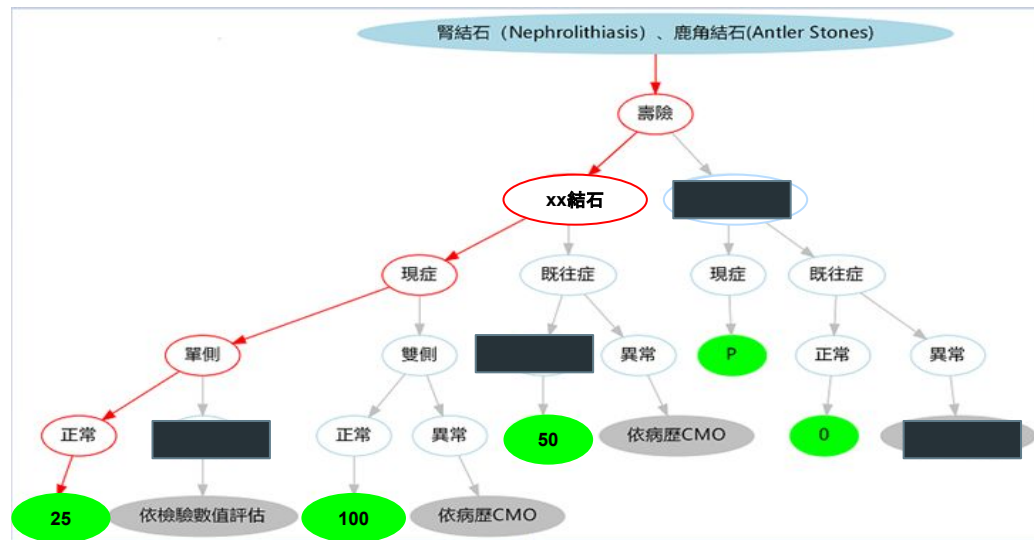 腎結石（Nephrolithiasis）、鹿角結石(Antler Stones)
壽險
xx結石
現症
既往症
現症
既往症
單側
雙側
異常
P
正常
異常
正常
正常
異常
50
依病歷CMO
0
25
依檢驗數值評估
100
依病歷CMO